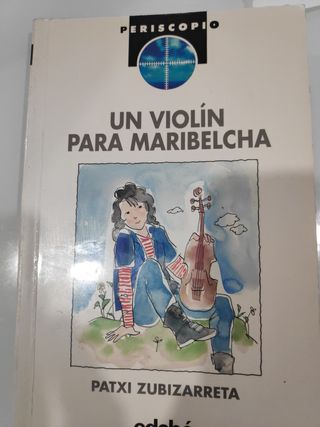 PERISCOPIO
UN VIOLÍN
PARA MARIBELCHA
PATXI ZUBIZARRETA
edebé